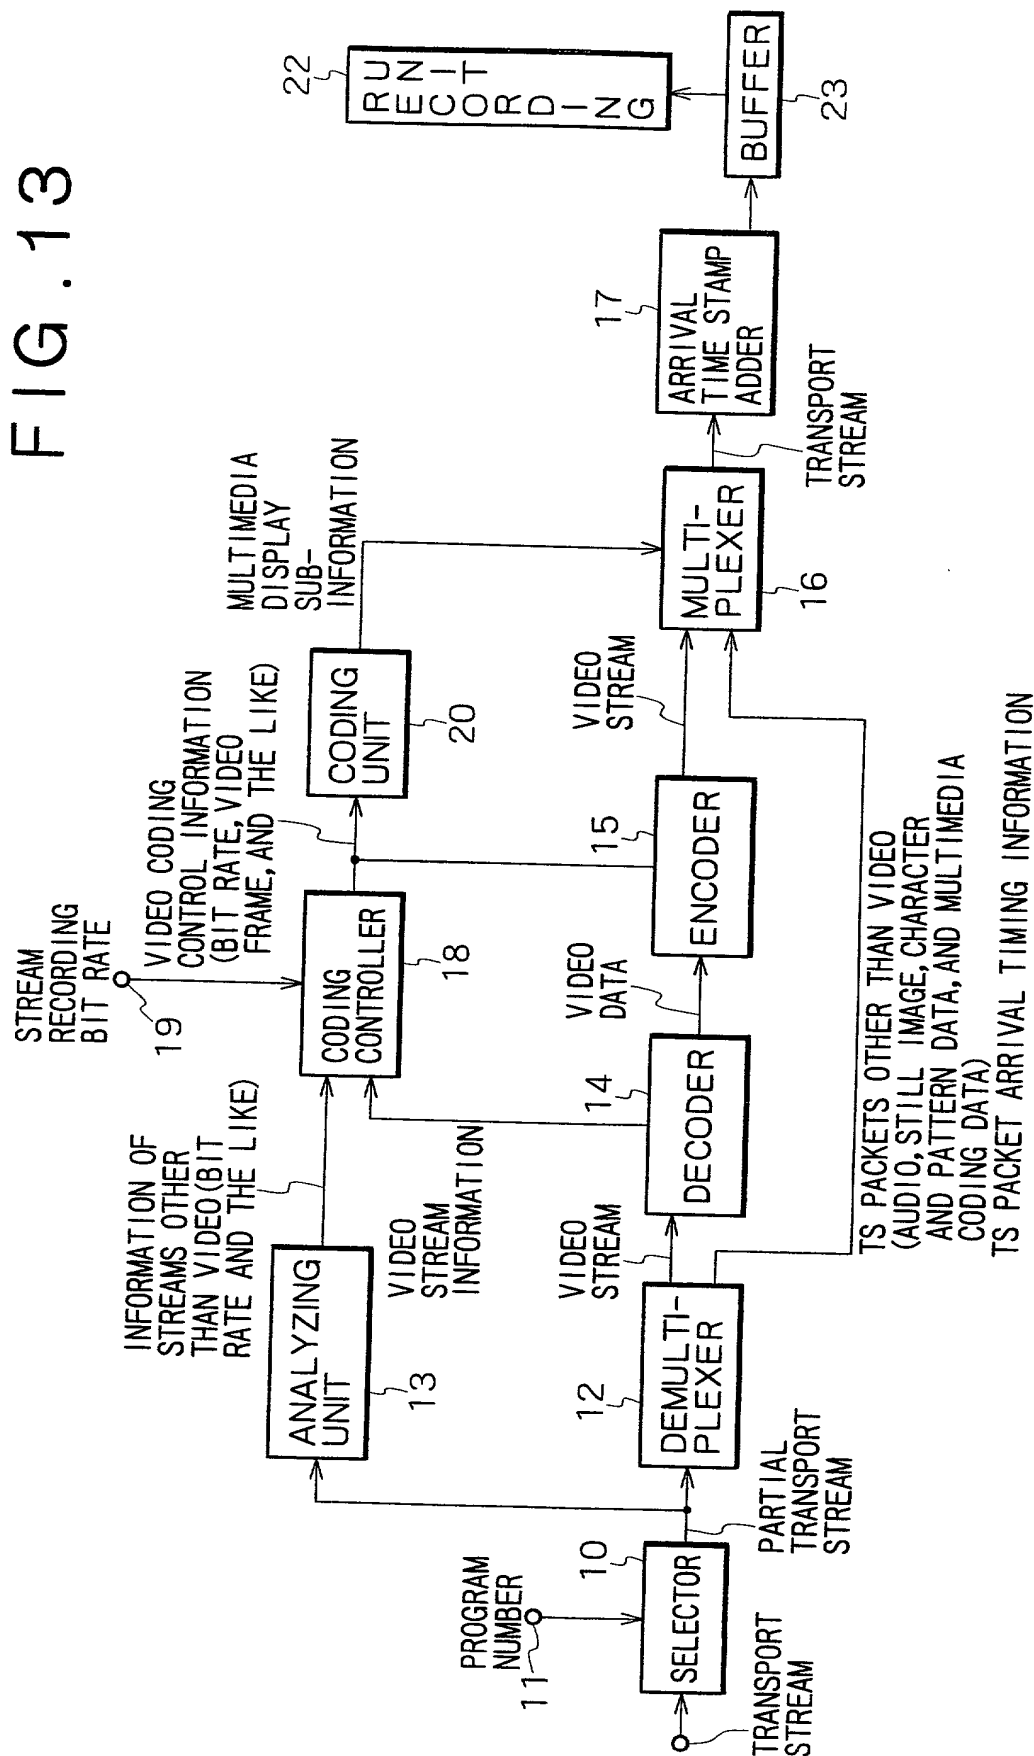 FIG.13
STREAM
RECORDING
BIT RATE
19
VIDEO CODING
CONTROL INFORMATION
(BIT RATE,VIDEO
FRAME,AND THE LIKE)
MULTIMEDIA
DISPLAY
SUB-
INFORMATION
INFORMATION OF
STREAMS OTHER
THAN VIDEO(BIT
RATE AND THE LIKE)
ANALYZING
UNIT
13
CODING
CONTROLLER
18
CODING
UNIT
20
RECORDING
UNIT
22
VIDEO
STREAM
INFORMATION
PROGRAM
NUMBER
11
SELECTOR
10
TRANSPORT
STREAM
PARTIAL
TRANSPORT
STREAM
DEMULTI-
PLEXER
12
VIDEO
STREAM
DECODER
14
VIDEO
DATA
ENCODER
15
VIDEO
STREAM
MULTI-
PLEXER
16
TRANSPORT
STREAM
ARRIVAL
TIME STAMP
ADDER
17
BUFFER
23
TS PACKETS OTHER THAN VIDEO
(AUDIO,STILL IMAGE,CHARACTER
AND PATTERN DATA,AND MULTIMEDIA
CODING DATA)
TS PACKET ARRIVAL TIMING INFORMATION